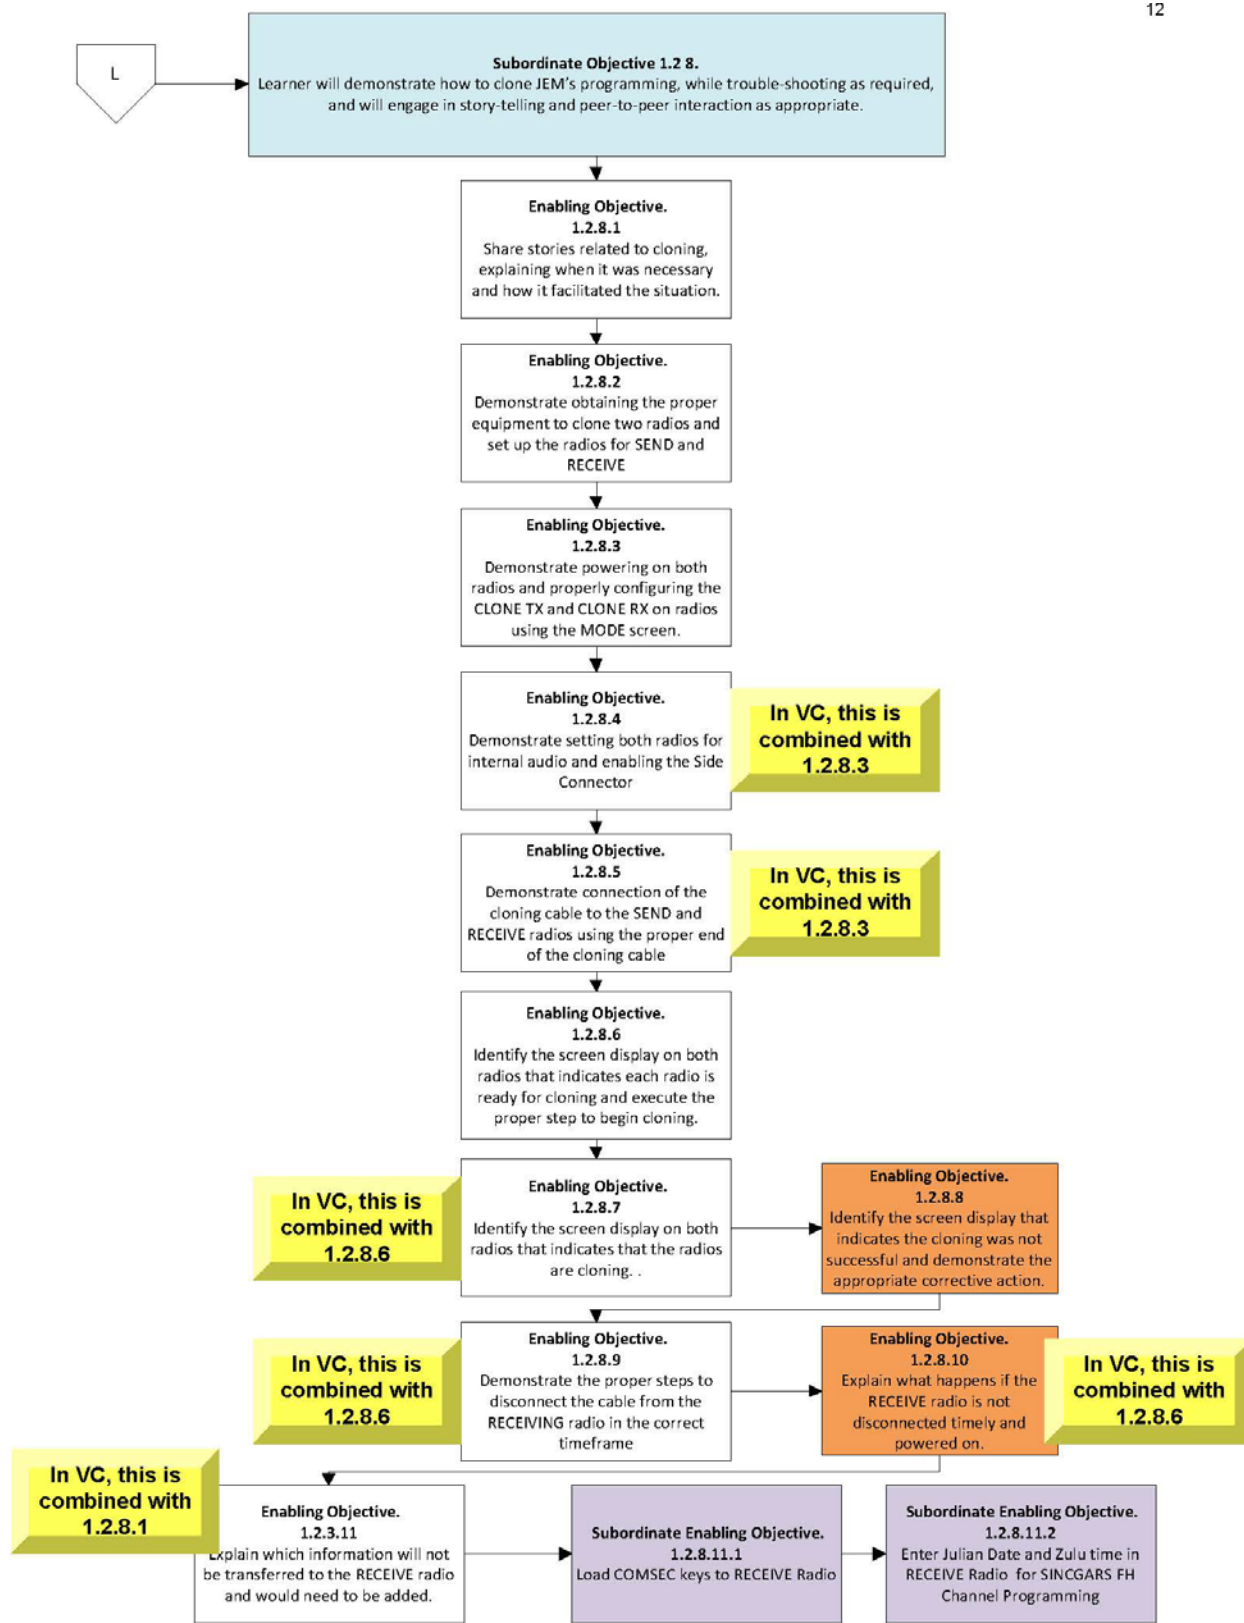 12
L
Subordinate Objective 1.2 8.
Learner will demonstrate how to clone JEM's programming, while trouble-shooting as required,
and will engage in story-telling and peer-to-peer interaction as appropriate.
Enabling Objective.
1.2.8.1
Share stories related to cloning,
explaining when it was necessary
and how it facilitated the situation.
Enabling Objective.
1.2.8.2
Demonstrate obtaining the proper
equipment to clone two radios and
set up the radios for SEND and
RECEIVE
Enabling Objective.
1.2.8.3
Demonstrate powering on both
radios and properly configuring the
CLONE TX and CLONE RX on radios
using the MODE screen.
Enabling Objective.
1.2.8.4
Demonstrate setting both radios for
internal audio and enabling the Side
Connector
In VC, this is
combined with
1.2.8.3
Enabling Objective.
1.2.8.5
Demonstrate connection of the
cloning cable to the SEND and
RECEIVE radios using the proper end
of the cloning cable
In VC, this is
combined with
1.2.8.3
Enabling Objective.
1.2.8.6
Identify the screen display on both
radios that indicates each radio is
ready for cloning and execute the
proper step to begin cloning.
In VC, this is
combined with
1.2.8.6
Enabling Objective.
1.2.8.7
Identify the screen display on both
radios that indicates that the radios
are cloning. .
Enabling Objective.
1.2.8.8
Identify the screen display that
indicates the cloning was not
successful and demonstrate the
appropriate corrective action.
In VC, this is
combined with
1.2.8.6
Enabling Objective.
1.2.8.9
Demonstrate the proper steps to
disconnect the cable from the
RECEIVING radio in the correct
timeframe
Enabling Objective.
1.2.8.10
Explain what happens if the
RECEIVE radio is not
disconnected timely and
powered on.
In VC, this is
combined with
1.2.8.6
In VC, this is
combined with
1.2.8.1
Enabling Objective.
1.2.3.11
Explain which information will not
be transferred to the RECEIVE radio
and would need to be added.
Subordinate Enabling Objective.
1.2.8.11.1
Load COMSEC keys to RECEIVE Radio
Subordinate Enabling Objective.
1.2.8.11.2
Enter Julian Date and Zulu time in
RECEIVE Radio for SINCGARS FH
Channel Programming